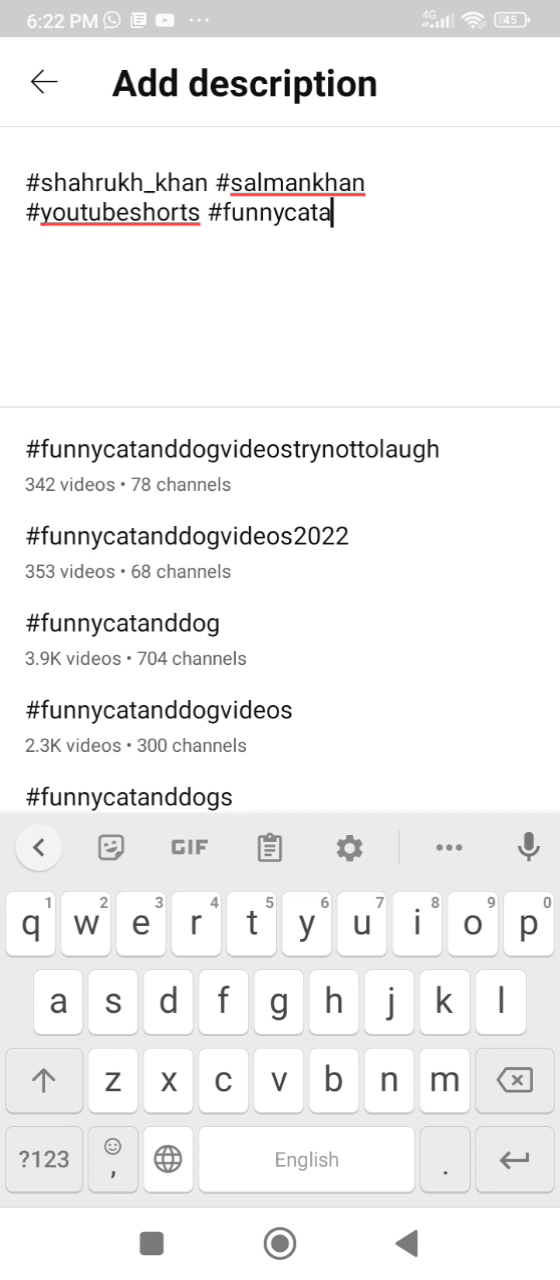 6:22 PM ... 4G 45
Add description
#shahrukh_khan #salmankhan
#youtubeshorts #funnycata
#funnycatanddogvideostrynottolaugh
342 videos • 78 channels
#funnycatanddogvideos2022
353 videos • 68 channels
#funnycatanddog
3.9K videos • 704 channels
#funnycatanddogvideos
2.3K videos • 300 channels
#funnycatanddogs
GIF
1 2 3 4 5 6 7 8 9 0
q w e r t y u i o p
a s d f g h j k l
z x c v b n m
?123 , English .